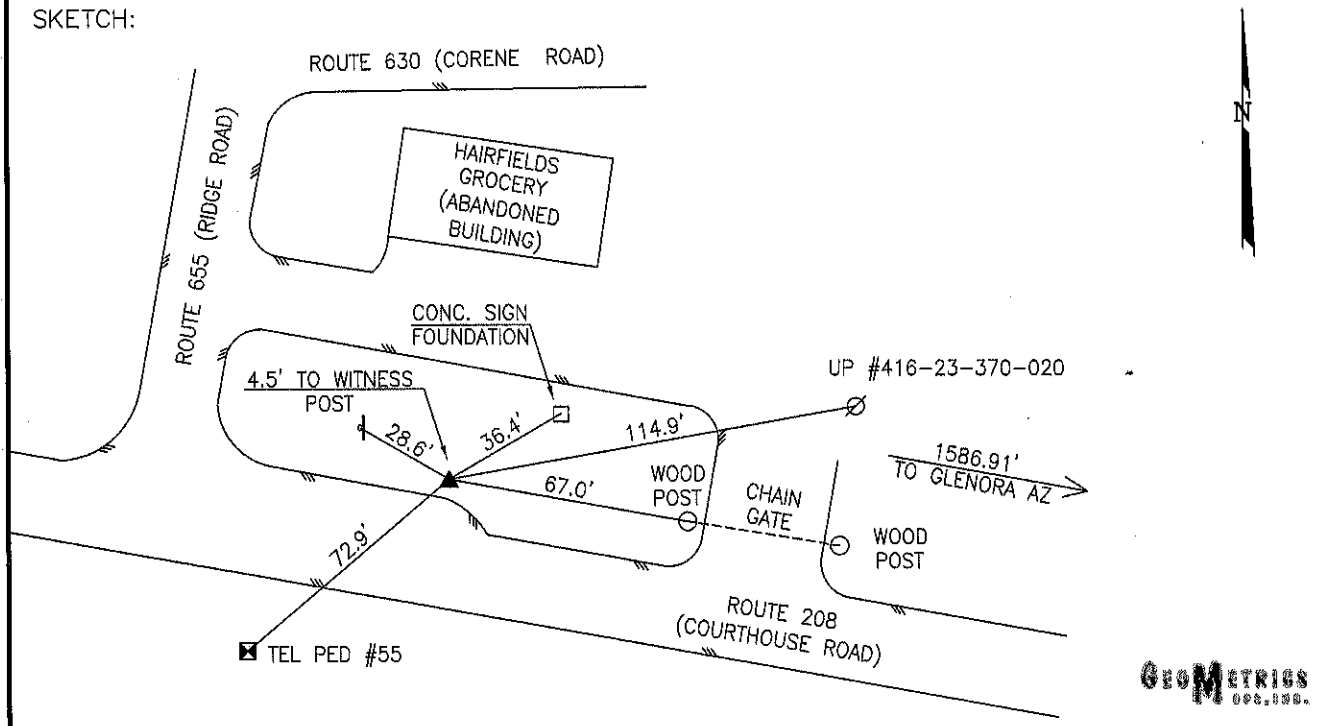 SKETCH:
ROUTE 630 (CORENE ROAD)
N
HAIRFIELDS
GROCERY
(ABANDONED
BUILDING)
ROUTE 655 (RIDGE ROAD)
CONC. SIGN
FOUNDATION
4.5' TO WITNESS
POST
UP #416-23-370-020
28.6'
36.4'
114.9'
1586.91'
TO GLENORA AZ
67.0'
WOOD
POST
CHAIN
GATE
WOOD
POST
72.9'
ROUTE 208
(COURTHOUSE ROAD)
TEL PED #55
GEOMETRICS
GPS, INC.